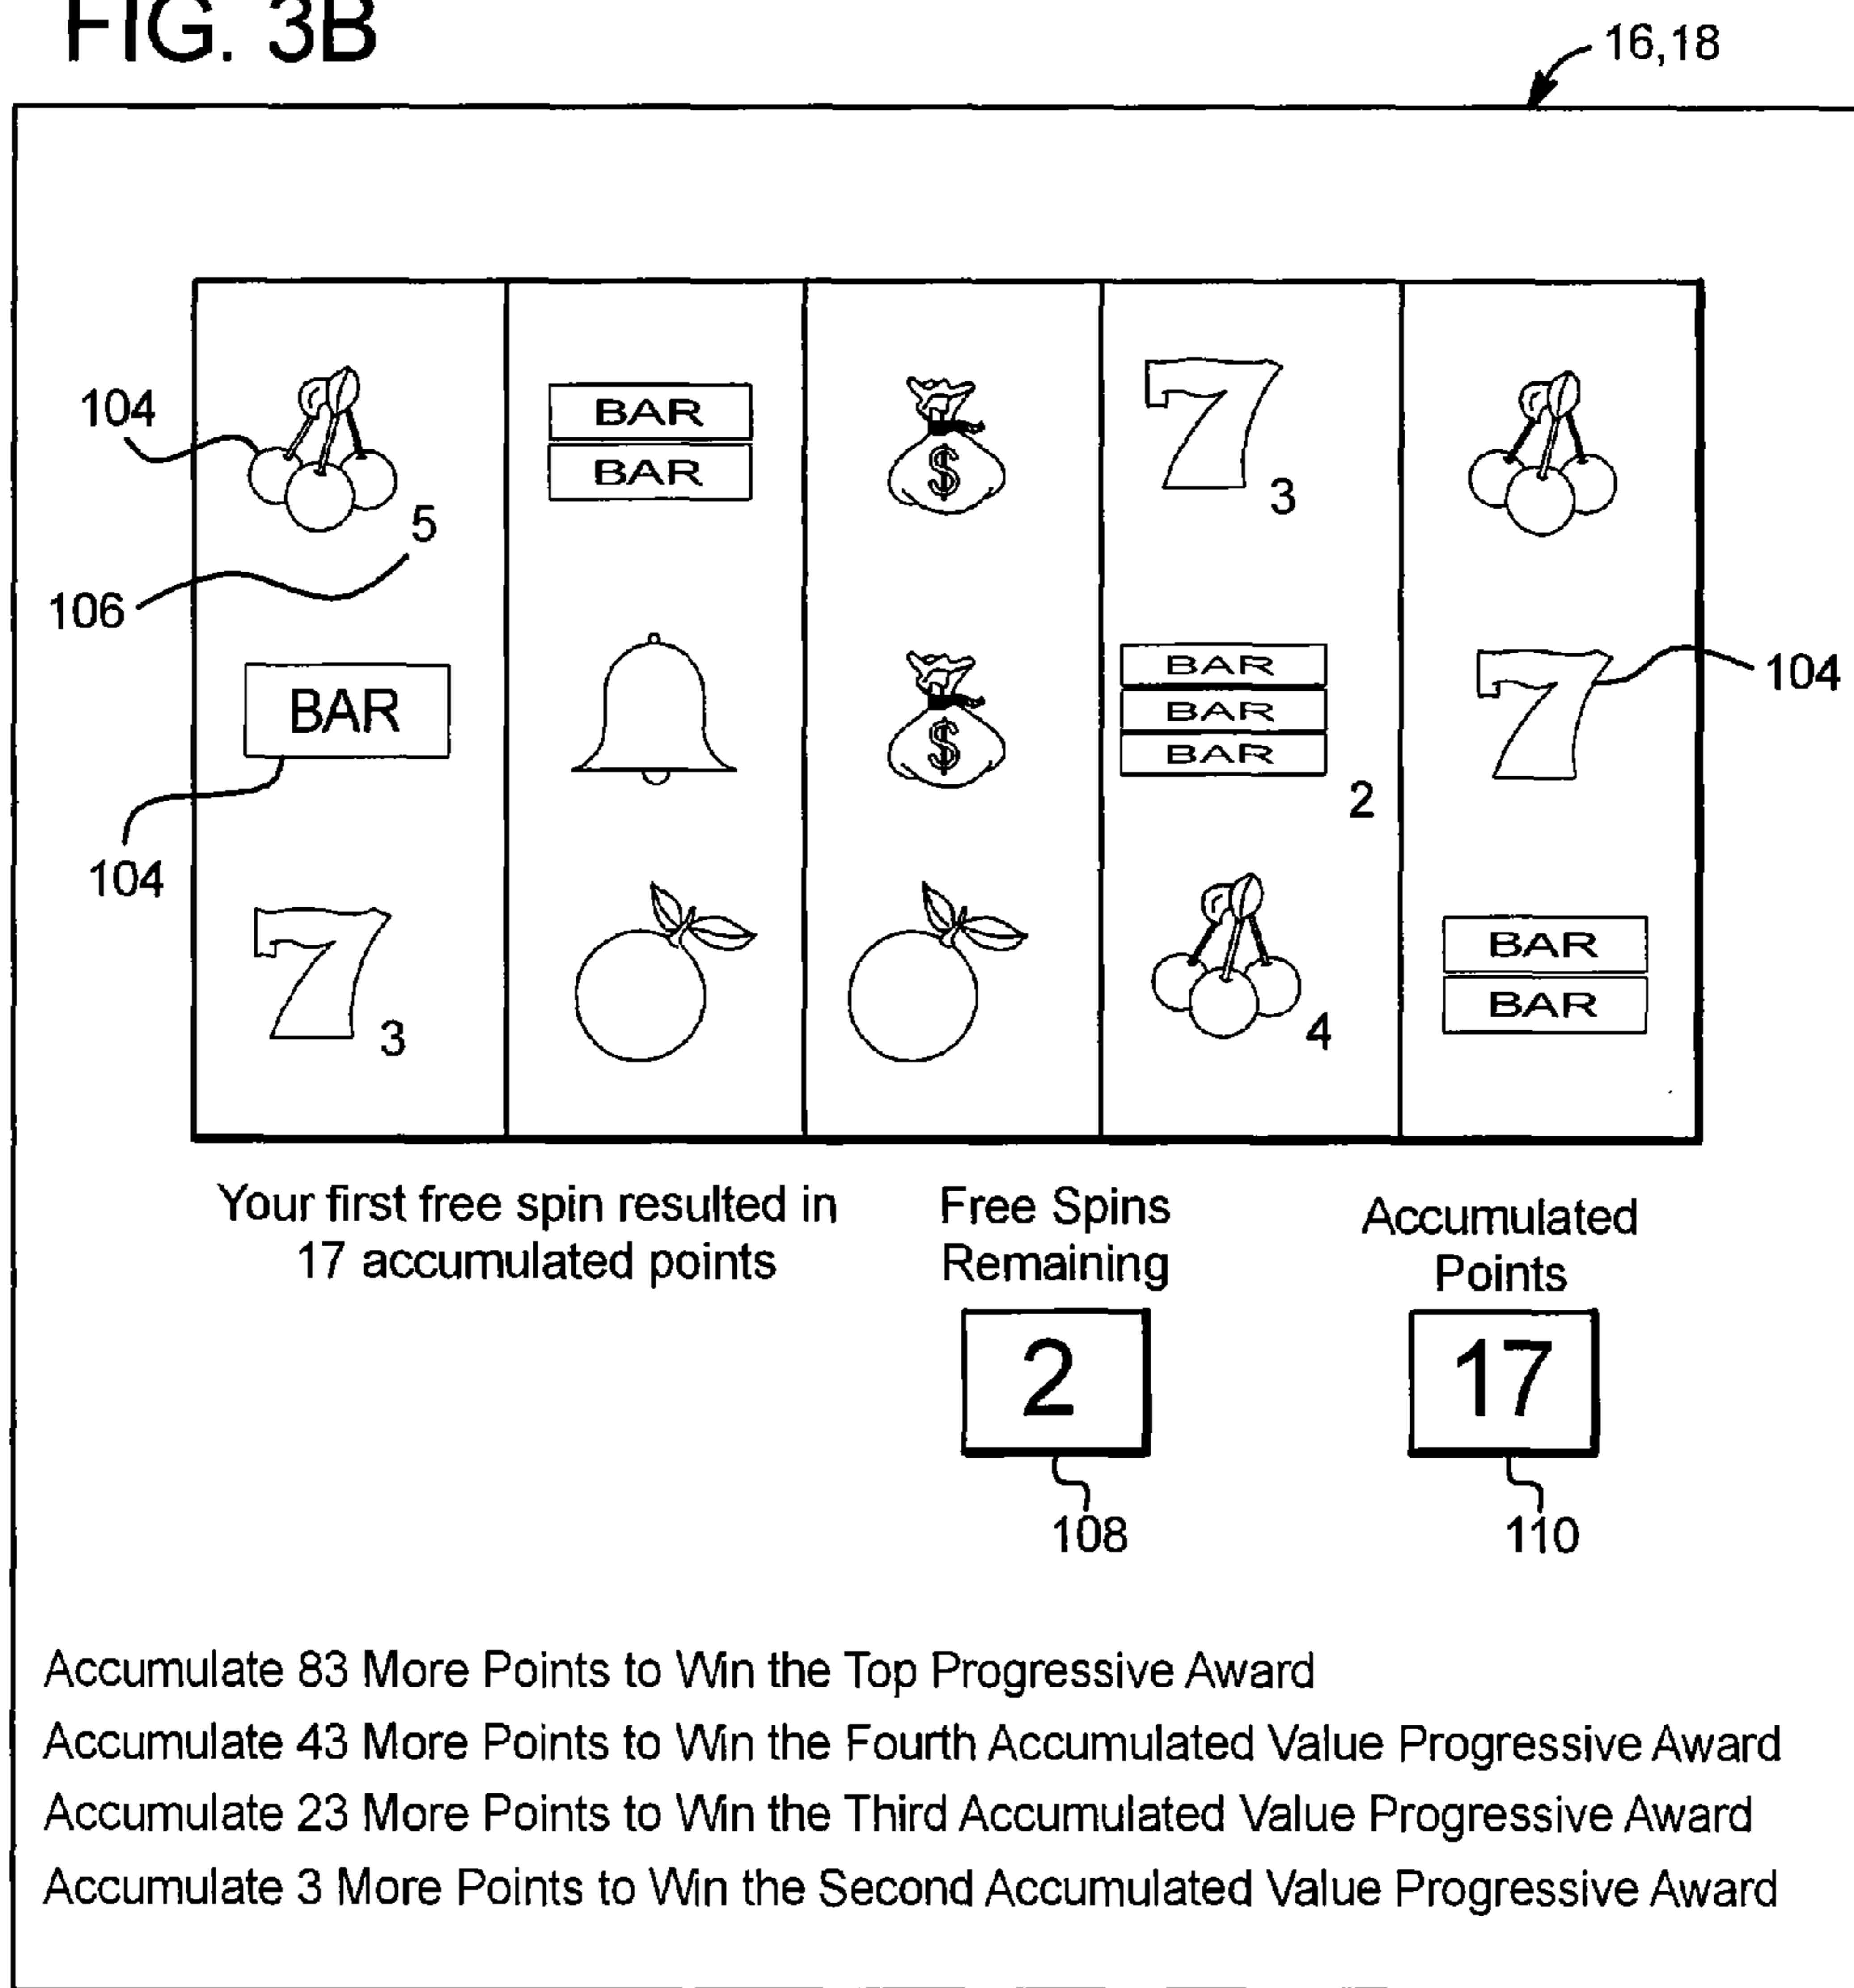 FIG. 3B
16,18
104
BAR
BAR
$
3
5
106
BAR
$
BAR
BAR
BAR
2
104
104
3
4
BAR
BAR
Your first free spin resulted in
17 accumulated points
Free Spins
Remaining
2
108
Accumulated
Points
17
110
Accumulate 83 More Points to Win the Top Progressive Award
Accumulate 43 More Points to Win the Fourth Accumulated Value Progressive Award
Accumulate 23 More Points to Win the Third Accumulated Value Progressive Award
Accumulate 3 More Points to Win the Second Accumulated Value Progressive Award